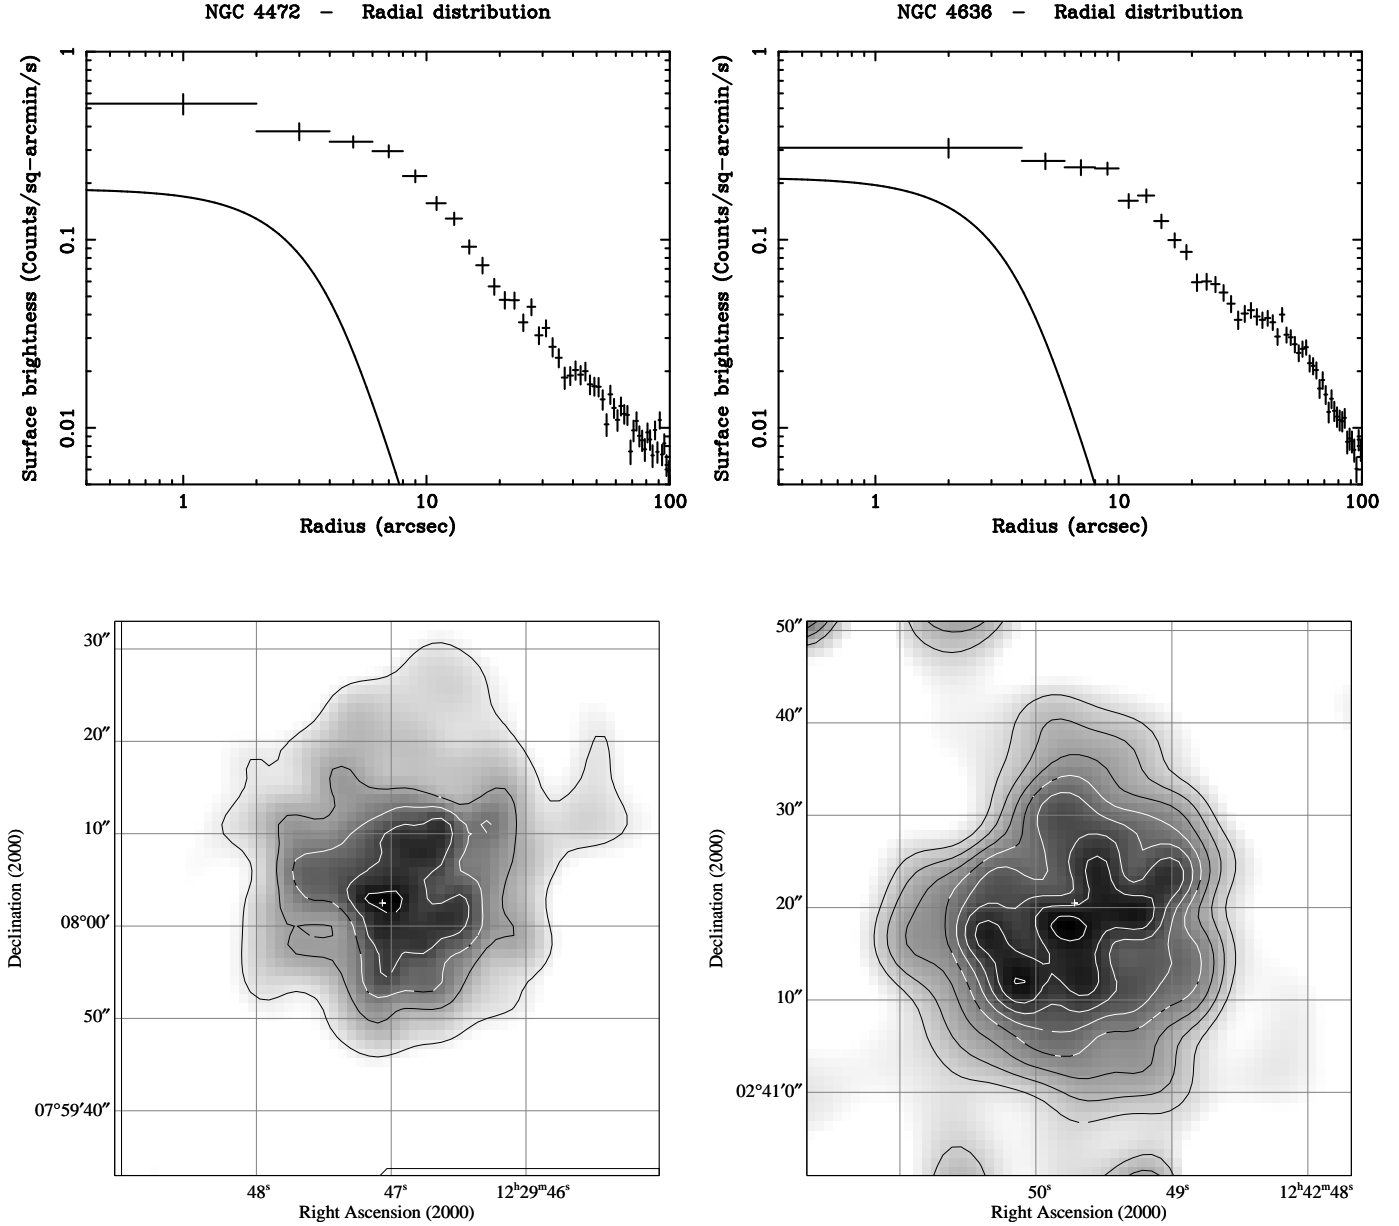 NGC 4472 — Radial distribution
Surface brightness (Counts/sq−arcmin/s)
1
0.1
0.01
1 10 100
Radius (arcsec)
NGC 4636 — Radial distribution
Surface brightness (Counts/sq−arcmin/s)
1
0.1
0.01
1 10 100
Radius (arcsec)
Declination (2000)
30″
20″
10″
08°00′
50″
07°59′40″
48ˢ 47ˢ 12ʰ29ᵐ46ˢ
Right Ascension (2000)
Declination (2000)
50″
40″
30″
20″
10″
02°41′0″
50ˢ 49ˢ 12ʰ42ᵐ48ˢ
Right Ascension (2000)